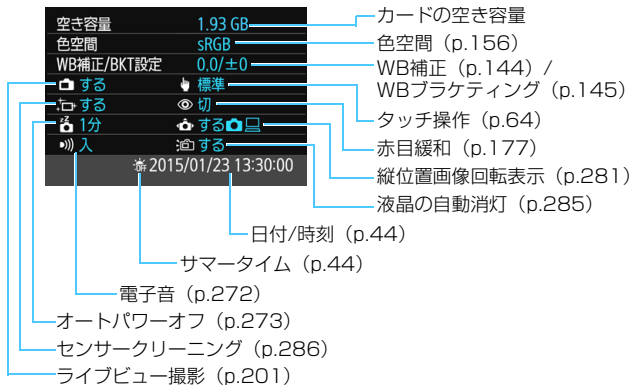 空き容量 1.93 GB
色空間 sRGB
WB補正/BKT設定 0.0/±0
する 標準
する 切
1分 する
入 する
OFF 2015/01/23 13:30:00
カードの空き容量
色空間（p.156）
WB補正（p.144）/
WBブラケティング（p.145）
タッチ操作（p.64）
赤目緩和（p.177）
縦位置画像回転表示（p.281）
液晶の自動消灯（p.285）
日付/時刻（p.44）
サマータイム（p.44）
電子音（p.272）
オートパワーオフ（p.273）
センサークリーニング（p.286）
ライブビュー撮影（p.201）